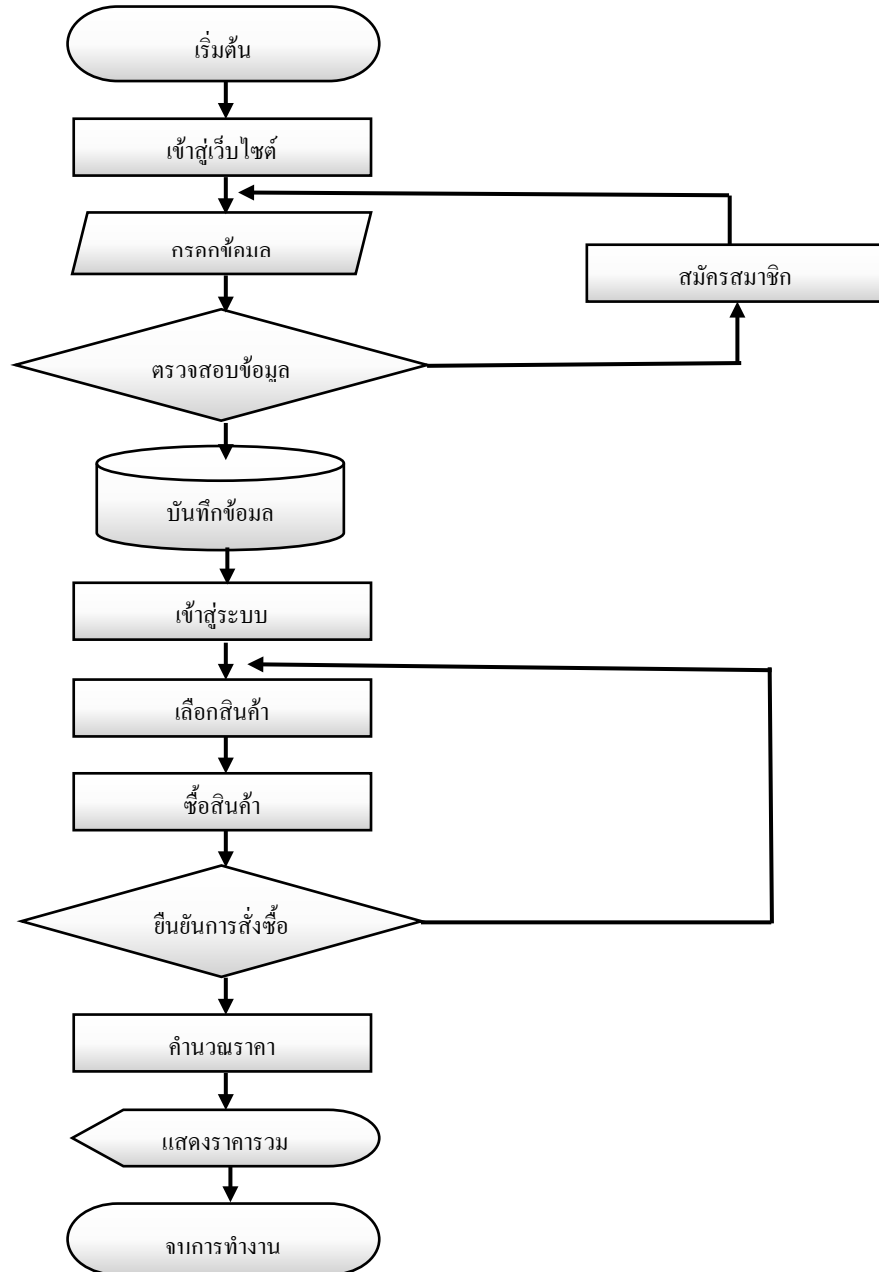 เริ่มต้น
เข้าสู่เว็บไซต์
กรอกข้อมล
สมัครสมาชิก
ตรวจสอบข้อมูล
บันทึกข้อมล
เข้าสู่ระบบ
เลือกสินค้า
ซื้อสินค้า
ยืนยันการสั่งซื้อ
คำนวณราคา
แสดงราคารวม
จบการทำงาน